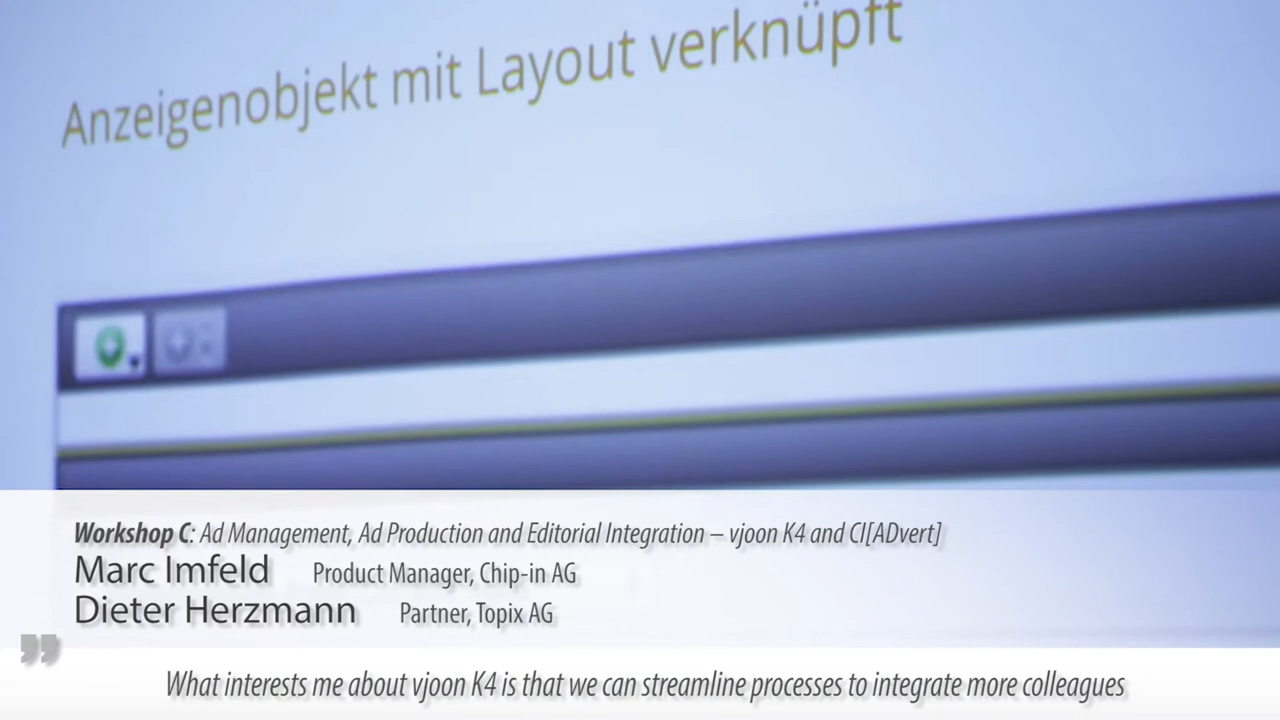 Anzeigenobjekt mit Layout verknüpft
Workshop C: Ad Management, Ad Production and Editorial Integration – vjoon K4 and CI[ADvert]
Marc Imfeld Product Manager, Chip-in AG
Dieter Herzmann Partner, Topix AG
”
What interests me about vjoon K4 is that we can streamline processes to integrate more colleagues